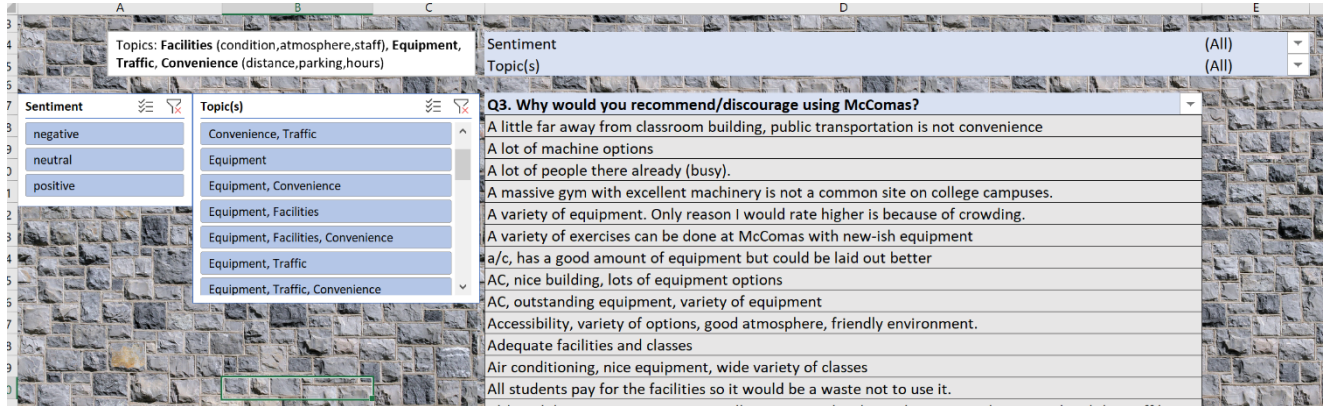 A
B
C
D
E
Topics: Facilities (condition,atmosphere,staff), Equipment,
Traffic, Convenience (distance,parking,hours)
Sentiment (All)
Topic(s) (All)
Sentiment
negative
neutral
positive
Topic(s)
Convenience, Traffic
Equipment
Equipment, Convenience
Equipment, Facilities
Equipment, Facilities, Convenience
Equipment, Traffic
Equipment, Traffic, Convenience
Q3. Why would you recommend/discourage using McComas?
A little far away from classroom building, public transportation is not convenience
A lot of machine options
A lot of people there already (busy).
A massive gym with excellent machinery is not a common site on college campuses.
A variety of equipment. Only reason I would rate higher is because of crowding.
A variety of exercises can be done at McComas with new-ish equipment
a/c, has a good amount of equipment but could be laid out better
AC, nice building, lots of equipment options
AC, outstanding equipment, variety of equipment
Accessibility, variety of options, good atmosphere, friendly environment.
Adequate facilities and classes
Air conditioning, nice equipment, wide variety of classes
All students pay for the facilities so it would be a waste not to use it.